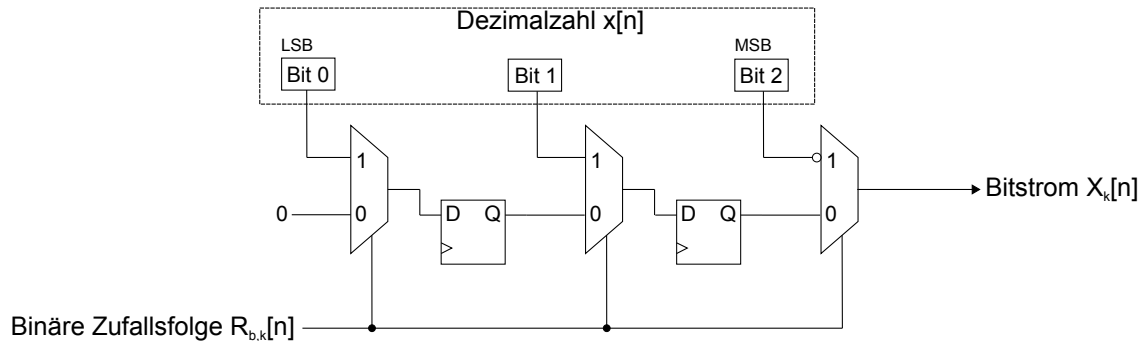 Dezimalzahl x[n]
LSB
MSB
Bit 0
Bit 1
Bit 2
1
1
1
0
0
D Q
0
D Q
0
Bitstrom Xₖ[n]
Binäre Zufallsfolge R_b,k[n]